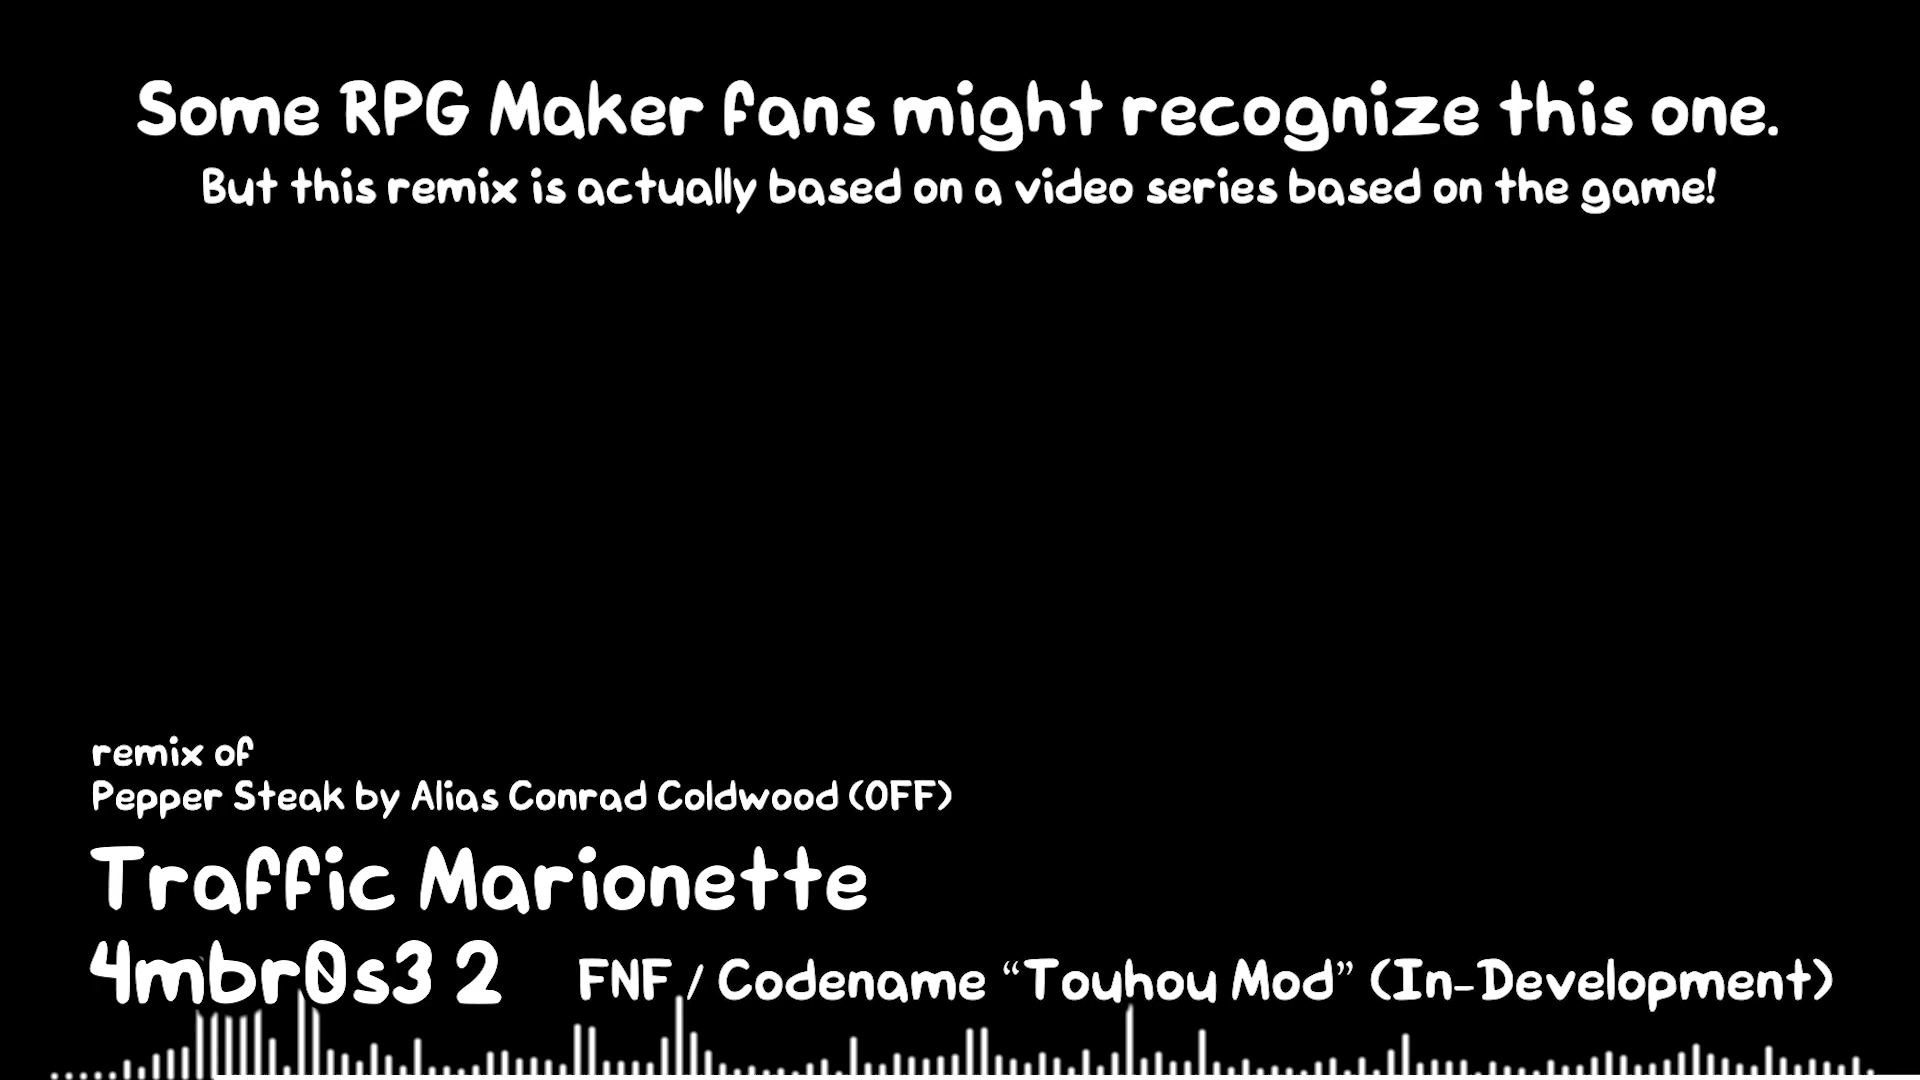 Some RPG Maker fans might recognize this one.
But this remix is actually based on a video series based on the game!
remix of
Pepper Steak by Alias Conrad Coldwood (OFF)
Traffic Marionette
4mbr0s3 2
FNF / Codename “Touhou Mod” (In-Development)